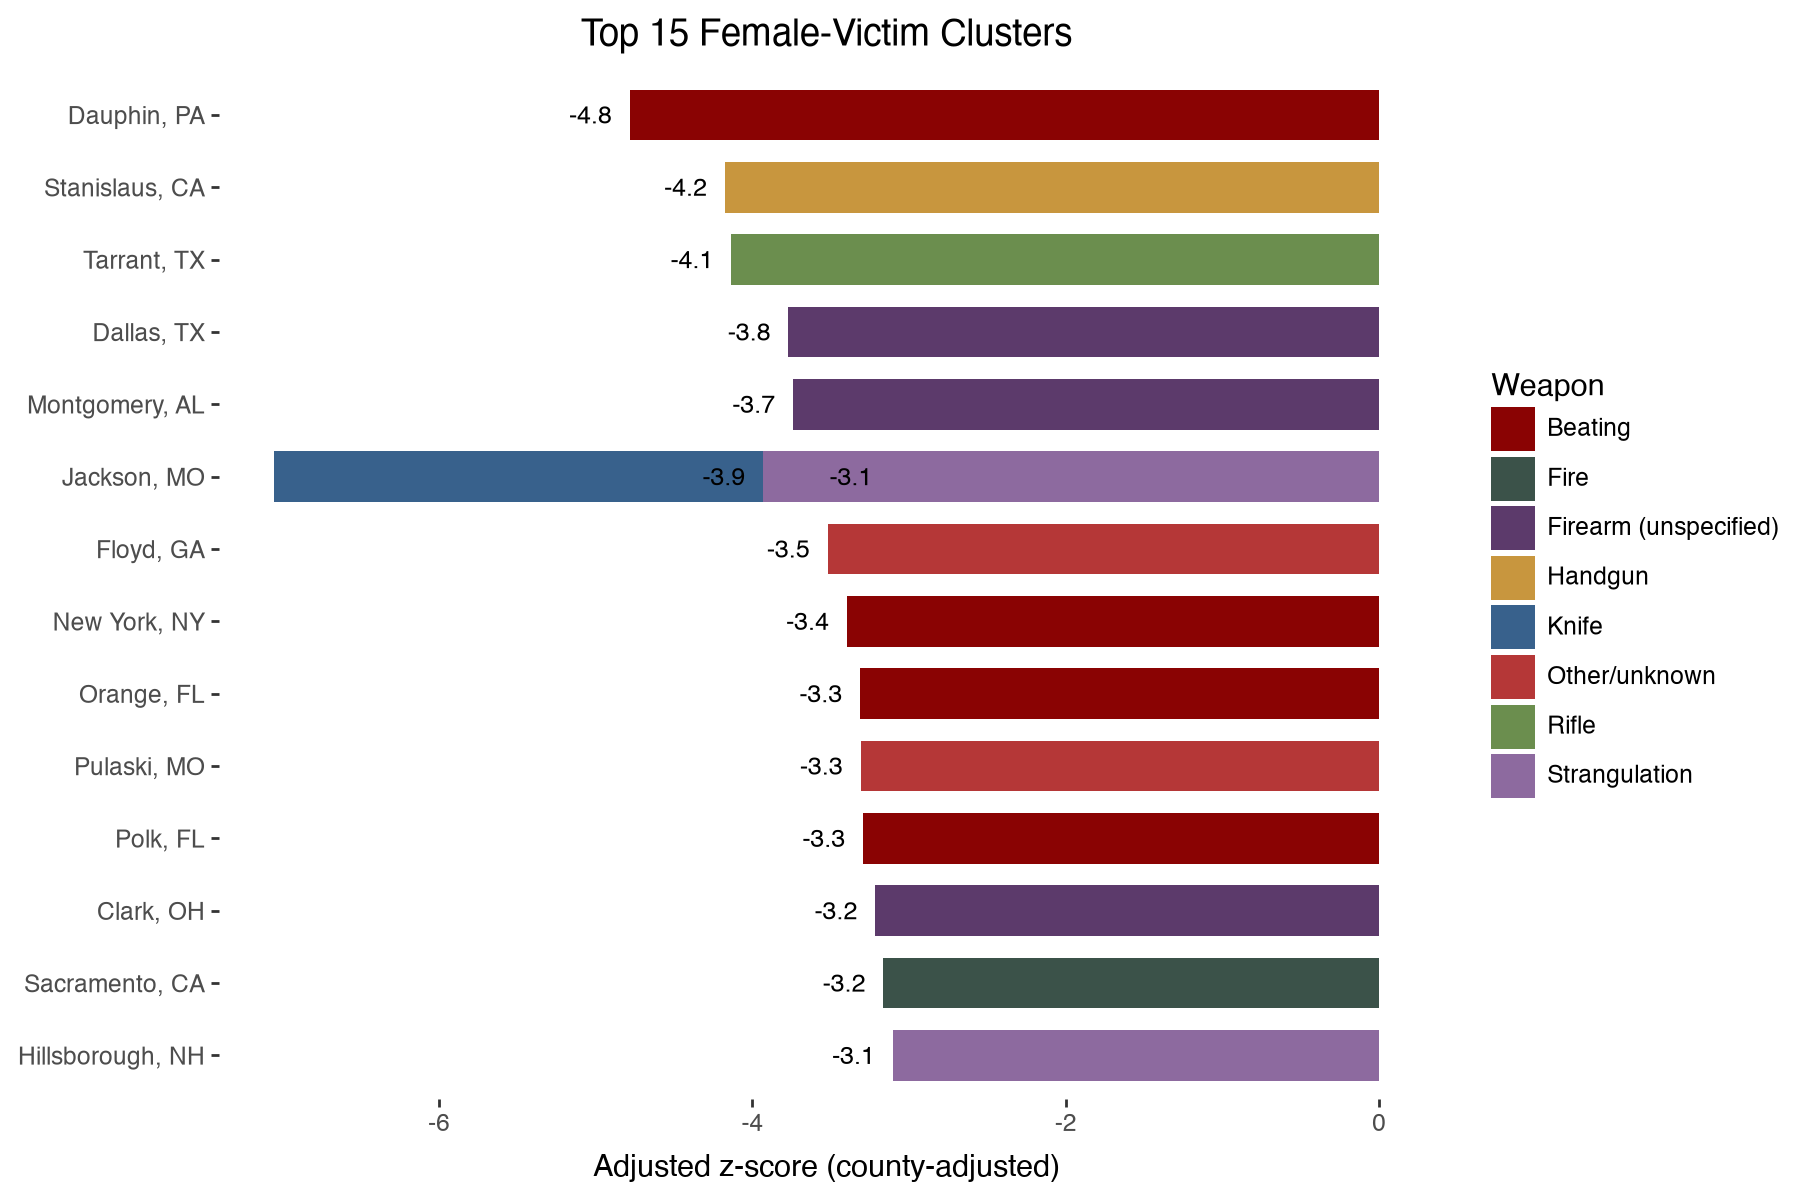 Top 15 Female-Victim Clusters
Dauphin, PA
-4.8
Stanislaus, CA
-4.2
Tarrant, TX
-4.1
Dallas, TX
-3.8
Montgomery, AL
-3.7
Jackson, MO
-3.9
-3.1
Floyd, GA
-3.5
New York, NY
-3.4
Orange, FL
-3.3
Pulaski, MO
-3.3
Polk, FL
-3.3
Clark, OH
-3.2
Sacramento, CA
-3.2
Hillsborough, NH
-3.1
-6
-4
-2
0
Adjusted z-score (county-adjusted)
Weapon
Beating
Fire
Firearm (unspecified)
Handgun
Knife
Other/unknown
Rifle
Strangulation